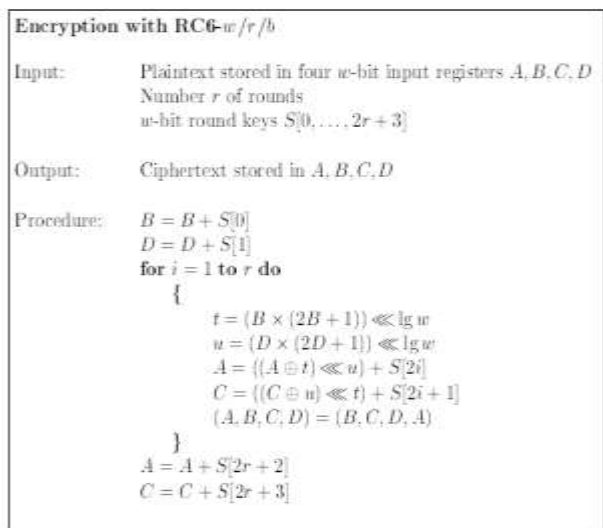 Encryption with RC6-w/r/b
Input: Plaintext stored in four w-bit input registers A, B, C, D
Number r of rounds
w-bit round keys S[0, . . . , 2r + 3]
Output: Ciphertext stored in A, B, C, D
Procedure: B = B + S[0]
D = D + S[1]
for i = 1 to r do
{
t = (B × (2B + 1)) ⋘ lg w
u = (D × (2D + 1)) ⋘ lg w
A = ((A ⊕ t) ⋘ u) + S[2i]
C = ((C ⊕ u) ⋘ t) + S[2i + 1]
(A, B, C, D) = (B, C, D, A)
}
A = A + S[2r + 2]
C = C + S[2r + 3]